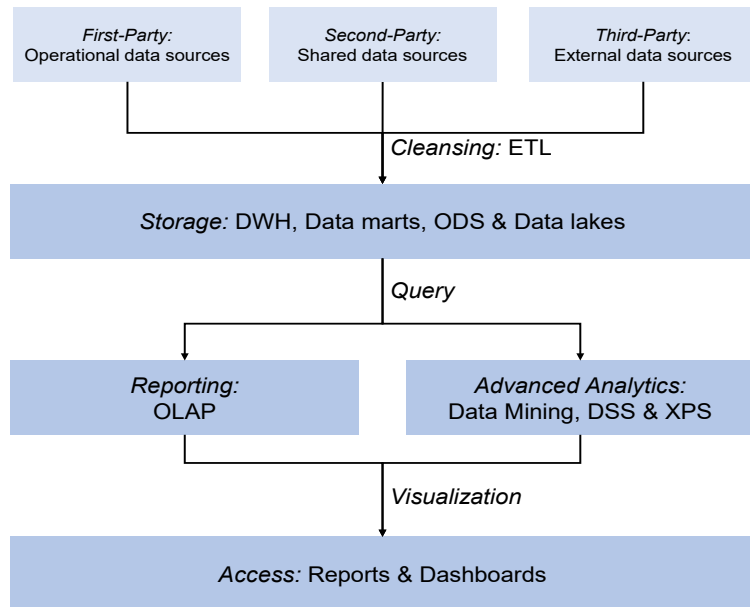 First-Party:
Operational data sources
Second-Party:
Shared data sources
Third-Party:
External data sources
Cleansing: ETL
Storage: DWH, Data marts, ODS & Data lakes
Query
Reporting:
OLAP
Advanced Analytics:
Data Mining, DSS & XPS
Visualization
Access: Reports & Dashboards